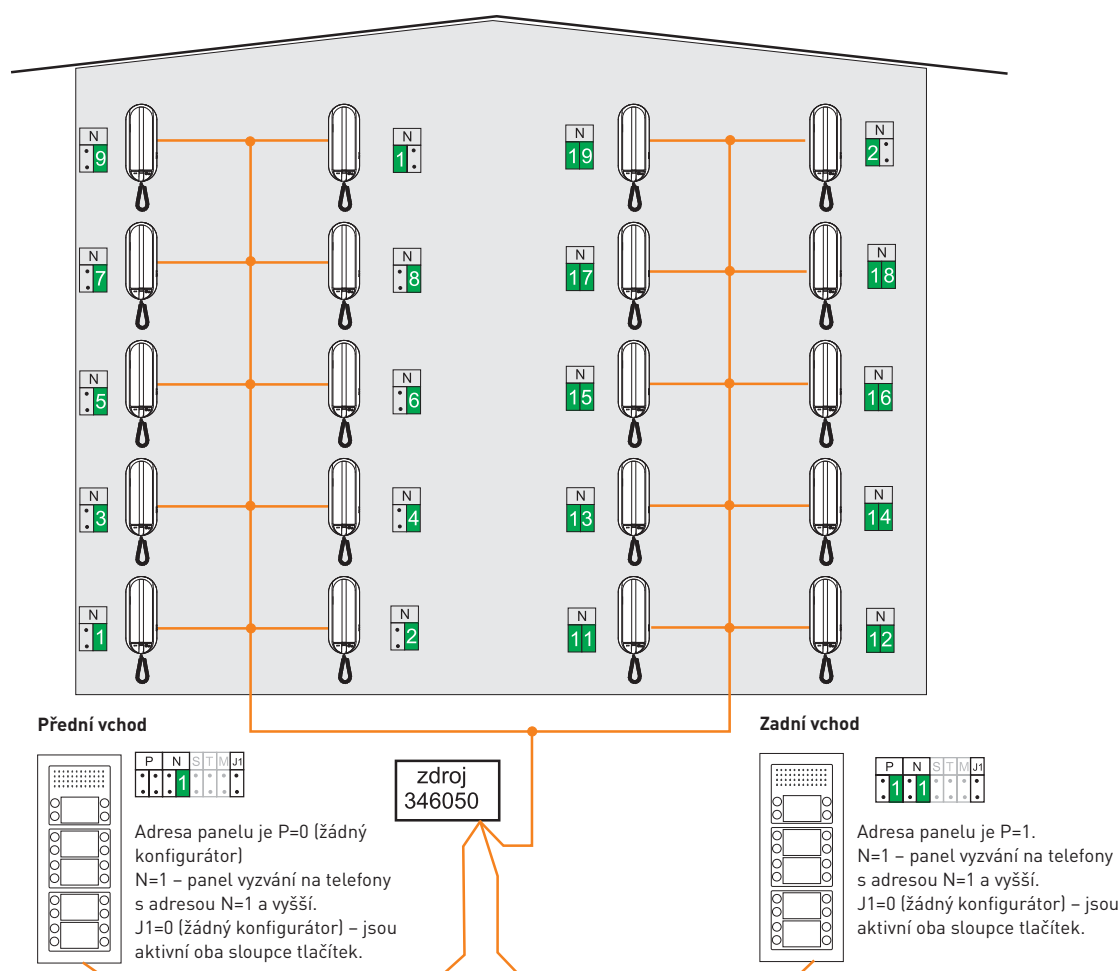 N
9
N
1
N
19
N
2
N
7
N
8
N
17
N
18
N
5
N
6
N
15
N
16
N
3
N
4
N
13
N
14
N
1
N
2
N
11
N
12
Přední vchod
P N S T M J1
1
Adresa panelu je P=0 (žádný
konfigurátor)
N=1 – panel vyzvání na telefony
s adresou N=1 a vyšší.
J1=0 (žádný konfigurátor) – jsou
aktivní oba sloupce tlačítek.
zdroj
346050
Zadní vchod
P N S T M J1
1 1
Adresa panelu je P=1.
N=1 – panel vyzvání na telefony
s adresou N=1 a vyšší.
J1=0 (žádný konfigurátor) – jsou
aktivní oba sloupce tlačítek.